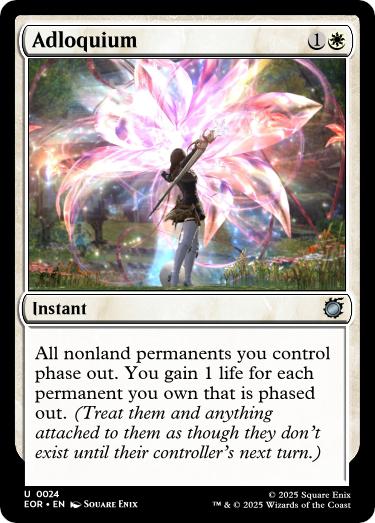 Adloquium 1
Instant
All nonland permanents you control
phase out. You gain 1 life for each
permanent you own that is phased
out. (Treat them and anything
attached to them as though they don't
exist until their controller's next turn.)
U 0024
© 2025 Square Enix
EOR • EN SQUARE ENIX
™ & © 2025 Wizards of the Coast